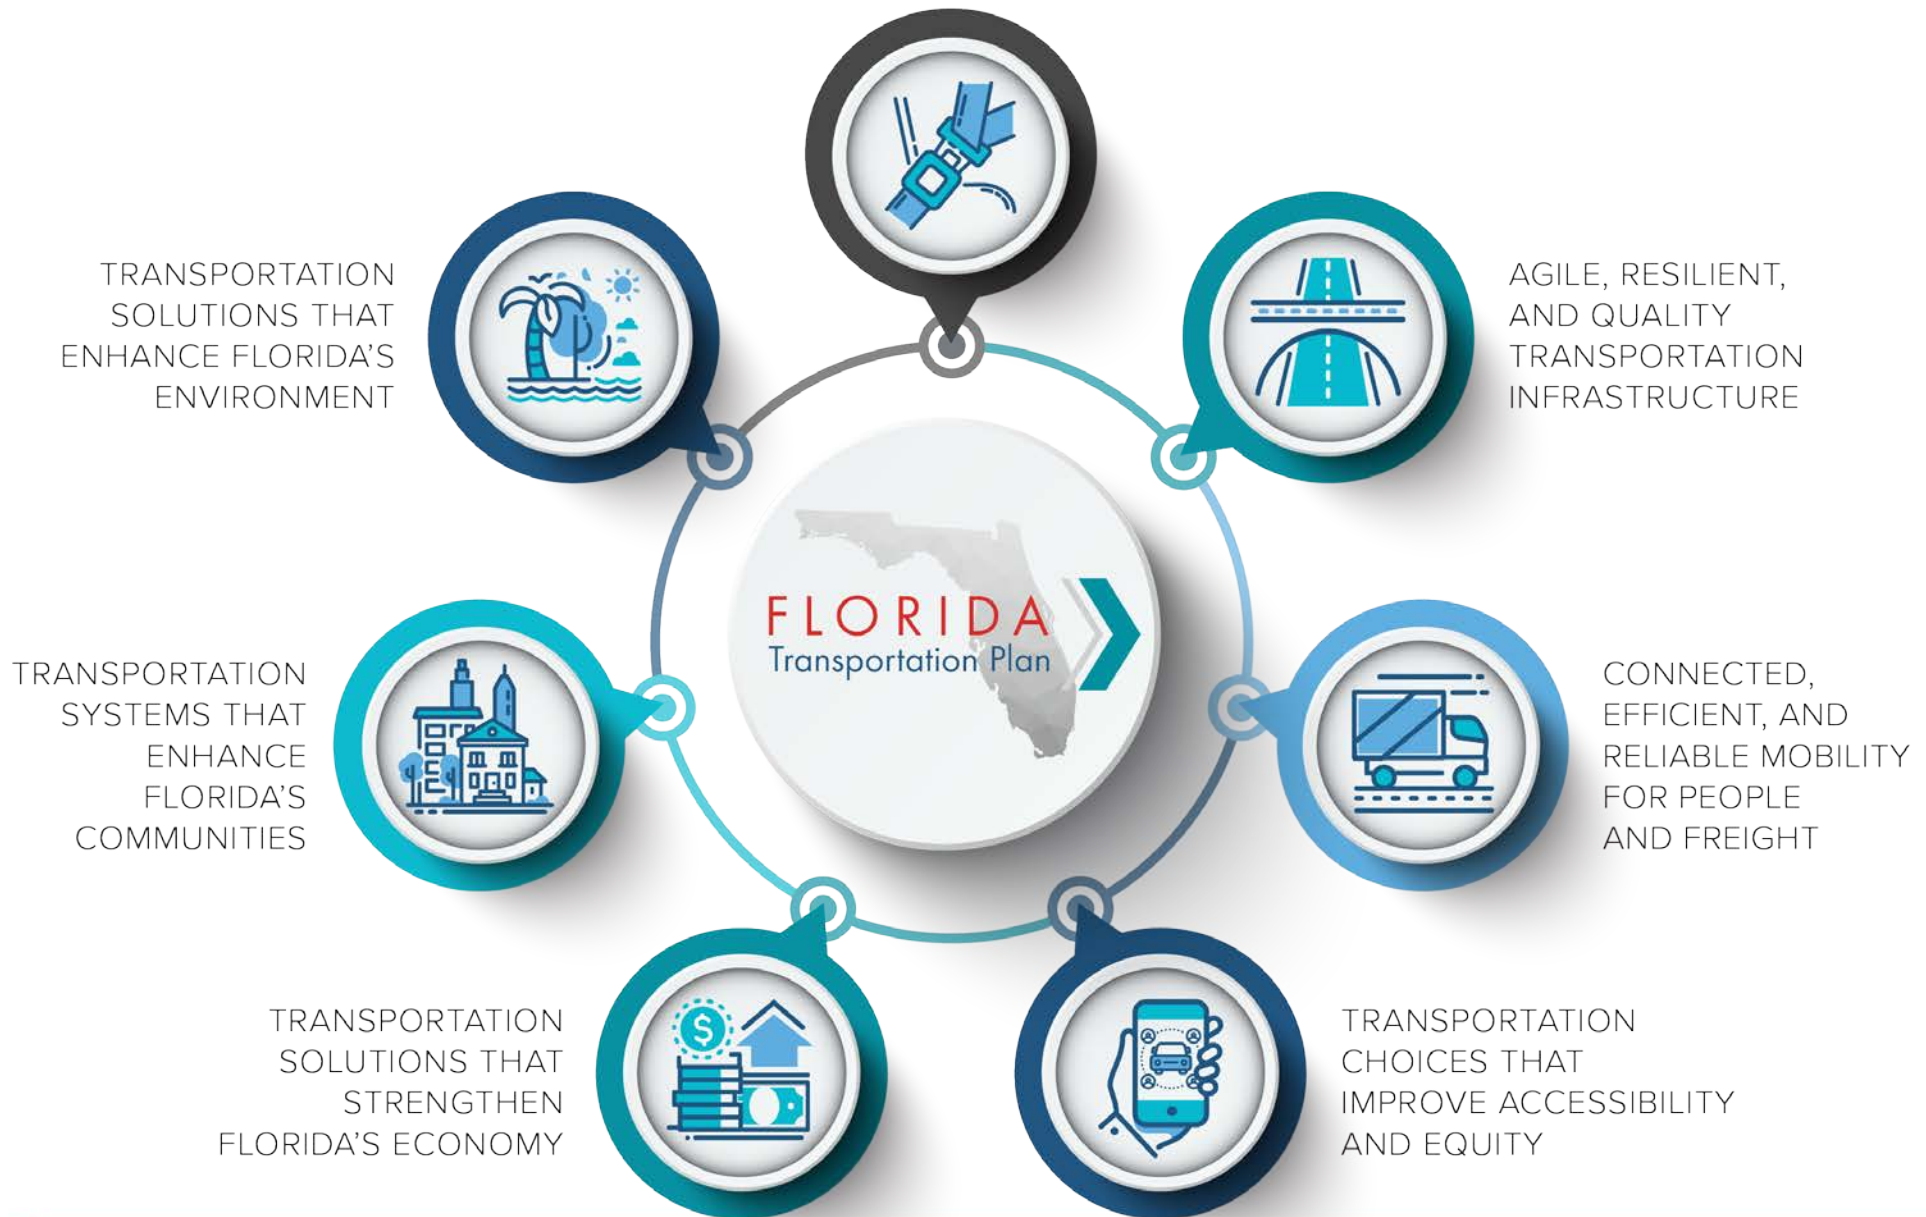 TRANSPORTATION
SOLUTIONS THAT
ENHANCE FLORIDA'S
ENVIRONMENT
AGILE, RESILIENT,
AND QUALITY
TRANSPORTATION
INFRASTRUCTURE
FLORIDA
Transportation Plan
TRANSPORTATION
SYSTEMS THAT
ENHANCE
FLORIDA'S
COMMUNITIES
CONNECTED,
EFFICIENT, AND
RELIABLE MOBILITY
FOR PEOPLE
AND FREIGHT
$
TRANSPORTATION
SOLUTIONS THAT
STRENGTHEN
FLORIDA'S ECONOMY
TRANSPORTATION
CHOICES THAT
IMPROVE ACCESSIBILITY
AND EQUITY